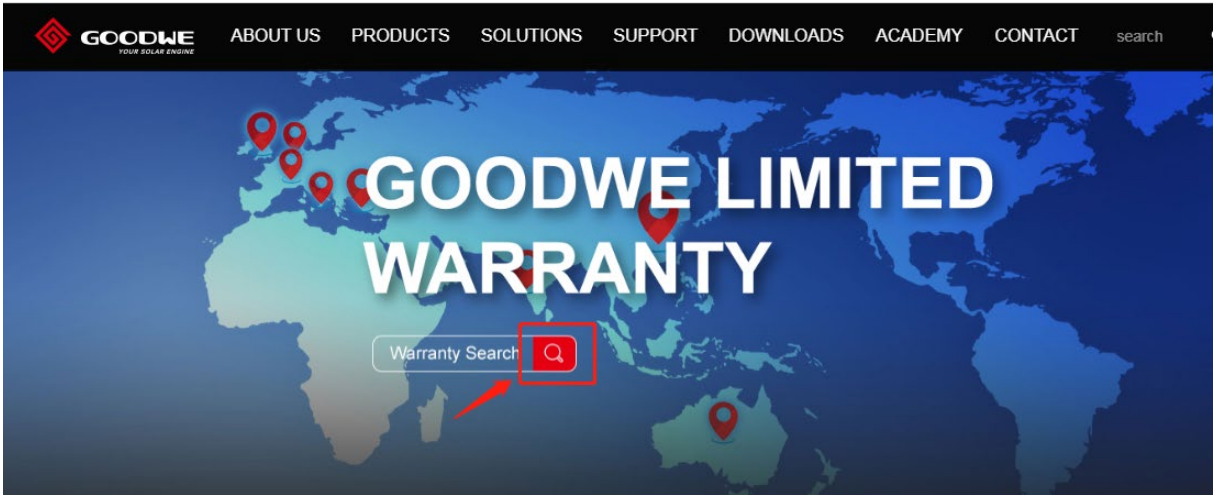 GOODWE
YOUR SOLAR ENGINE
ABOUT US
PRODUCTS
SOLUTIONS
SUPPORT
DOWNLOADS
ACADEMY
CONTACT
search
GOODWE LIMITED
WARRANTY
Warranty Search